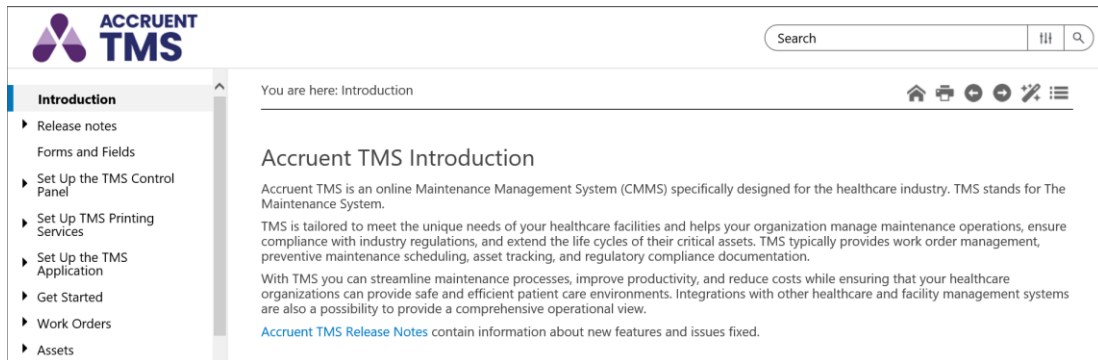 ACCRUENT
TMS
Search
Introduction
Release notes
Forms and Fields
Set Up the TMS Control
Panel
Set Up TMS Printing
Services
Set Up the TMS
Application
Get Started
Work Orders
Assets
You are here: Introduction
Accruent TMS Introduction
Accruent TMS is an online Maintenance Management System (CMMS) specifically designed for the healthcare industry. TMS stands for The
Maintenance System.
TMS is tailored to meet the unique needs of your healthcare facilities and helps your organization manage maintenance operations, ensure
compliance with industry regulations, and extend the life cycles of their critical assets. TMS typically provides work order management,
preventive maintenance scheduling, asset tracking, and regulatory compliance documentation.
With TMS you can streamline maintenance processes, improve productivity, and reduce costs while ensuring that your healthcare
organizations can provide safe and efficient patient care environments. Integrations with other healthcare and facility management systems
are also a possibility to provide a comprehensive operational view.
Accruent TMS Release Notes contain information about new features and issues fixed.